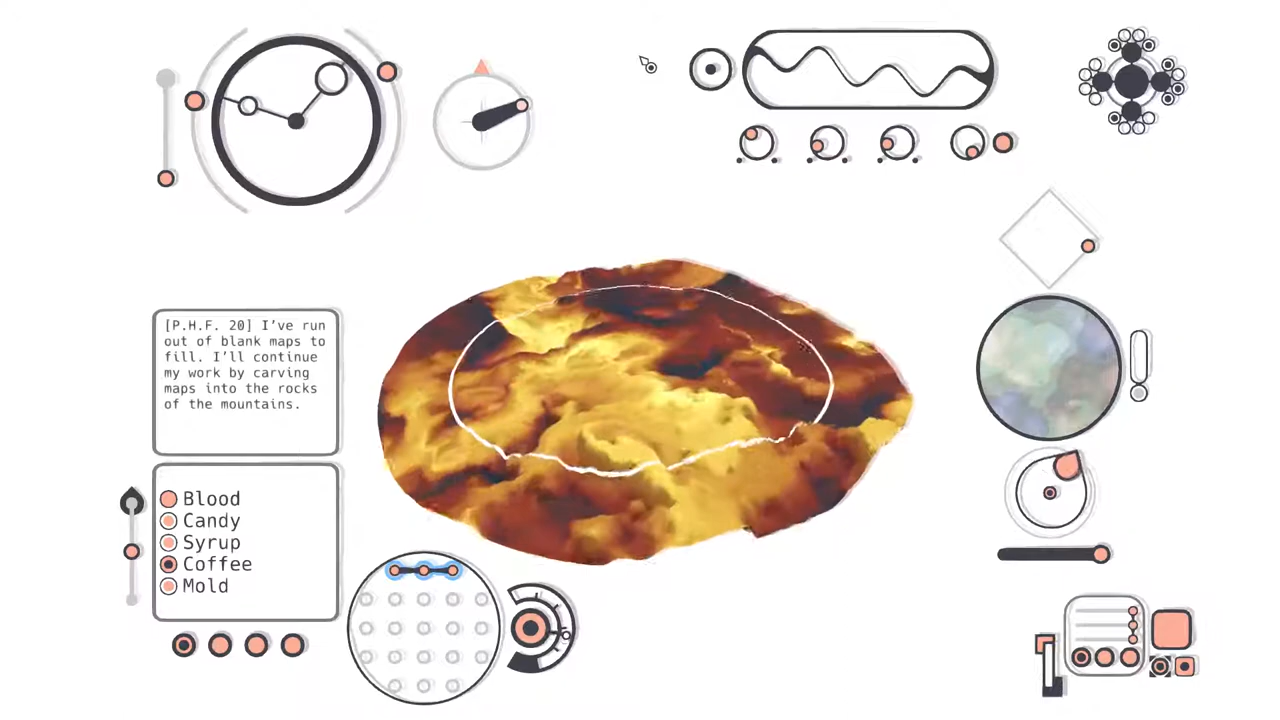 [P.H.F. 20] I've run
out of blank maps to
fill. I'll continue
my work by carving
maps into the rocks
of the mountains.
Blood
Candy
Syrup
Coffee
Mold